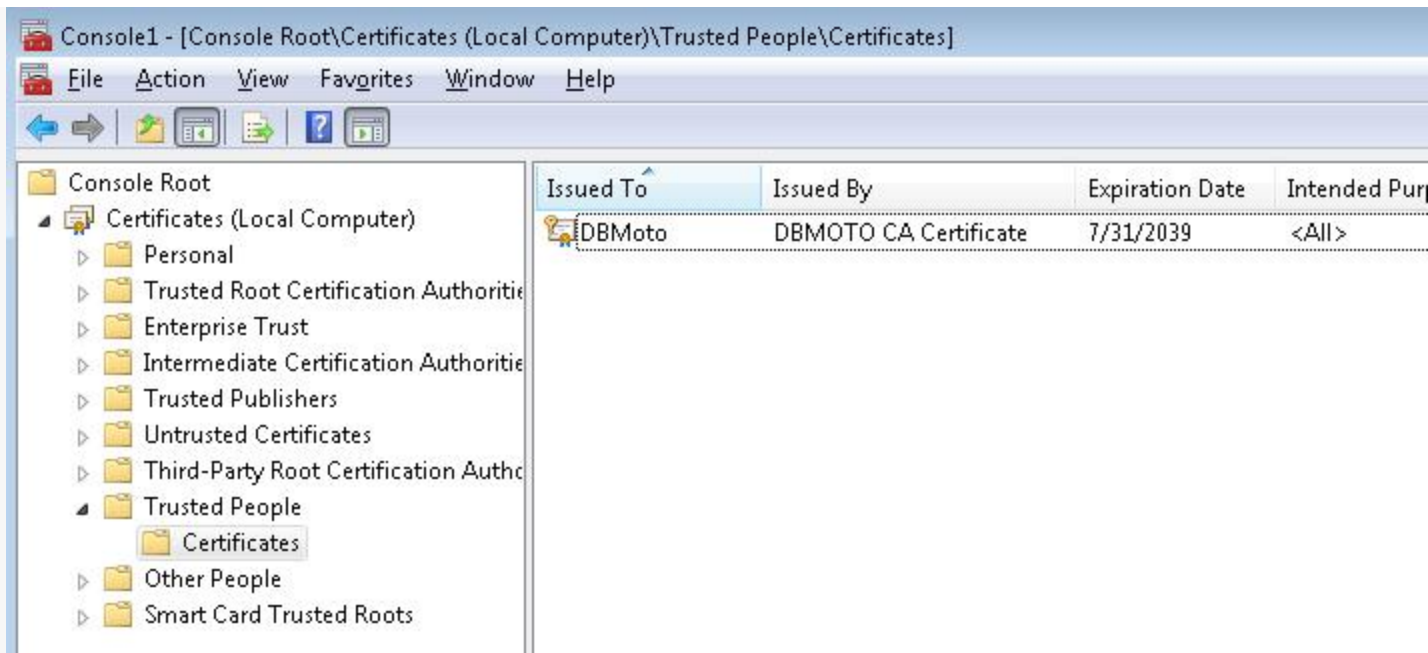 Console1 - [Console Root\Certificates (Local Computer)\Trusted People\Certificates]
File Action View Favorites Window Help
Console Root
Certificates (Local Computer)
Personal
Trusted Root Certification Authoritie
Enterprise Trust
Intermediate Certification Authoritie
Trusted Publishers
Untrusted Certificates
Third-Party Root Certification Autho
Trusted People
Certificates
Other People
Smart Card Trusted Roots
Issued To Issued By Expiration Date Intended Purp
DBMoto DBMOTO CA Certificate 7/31/2039 <All>